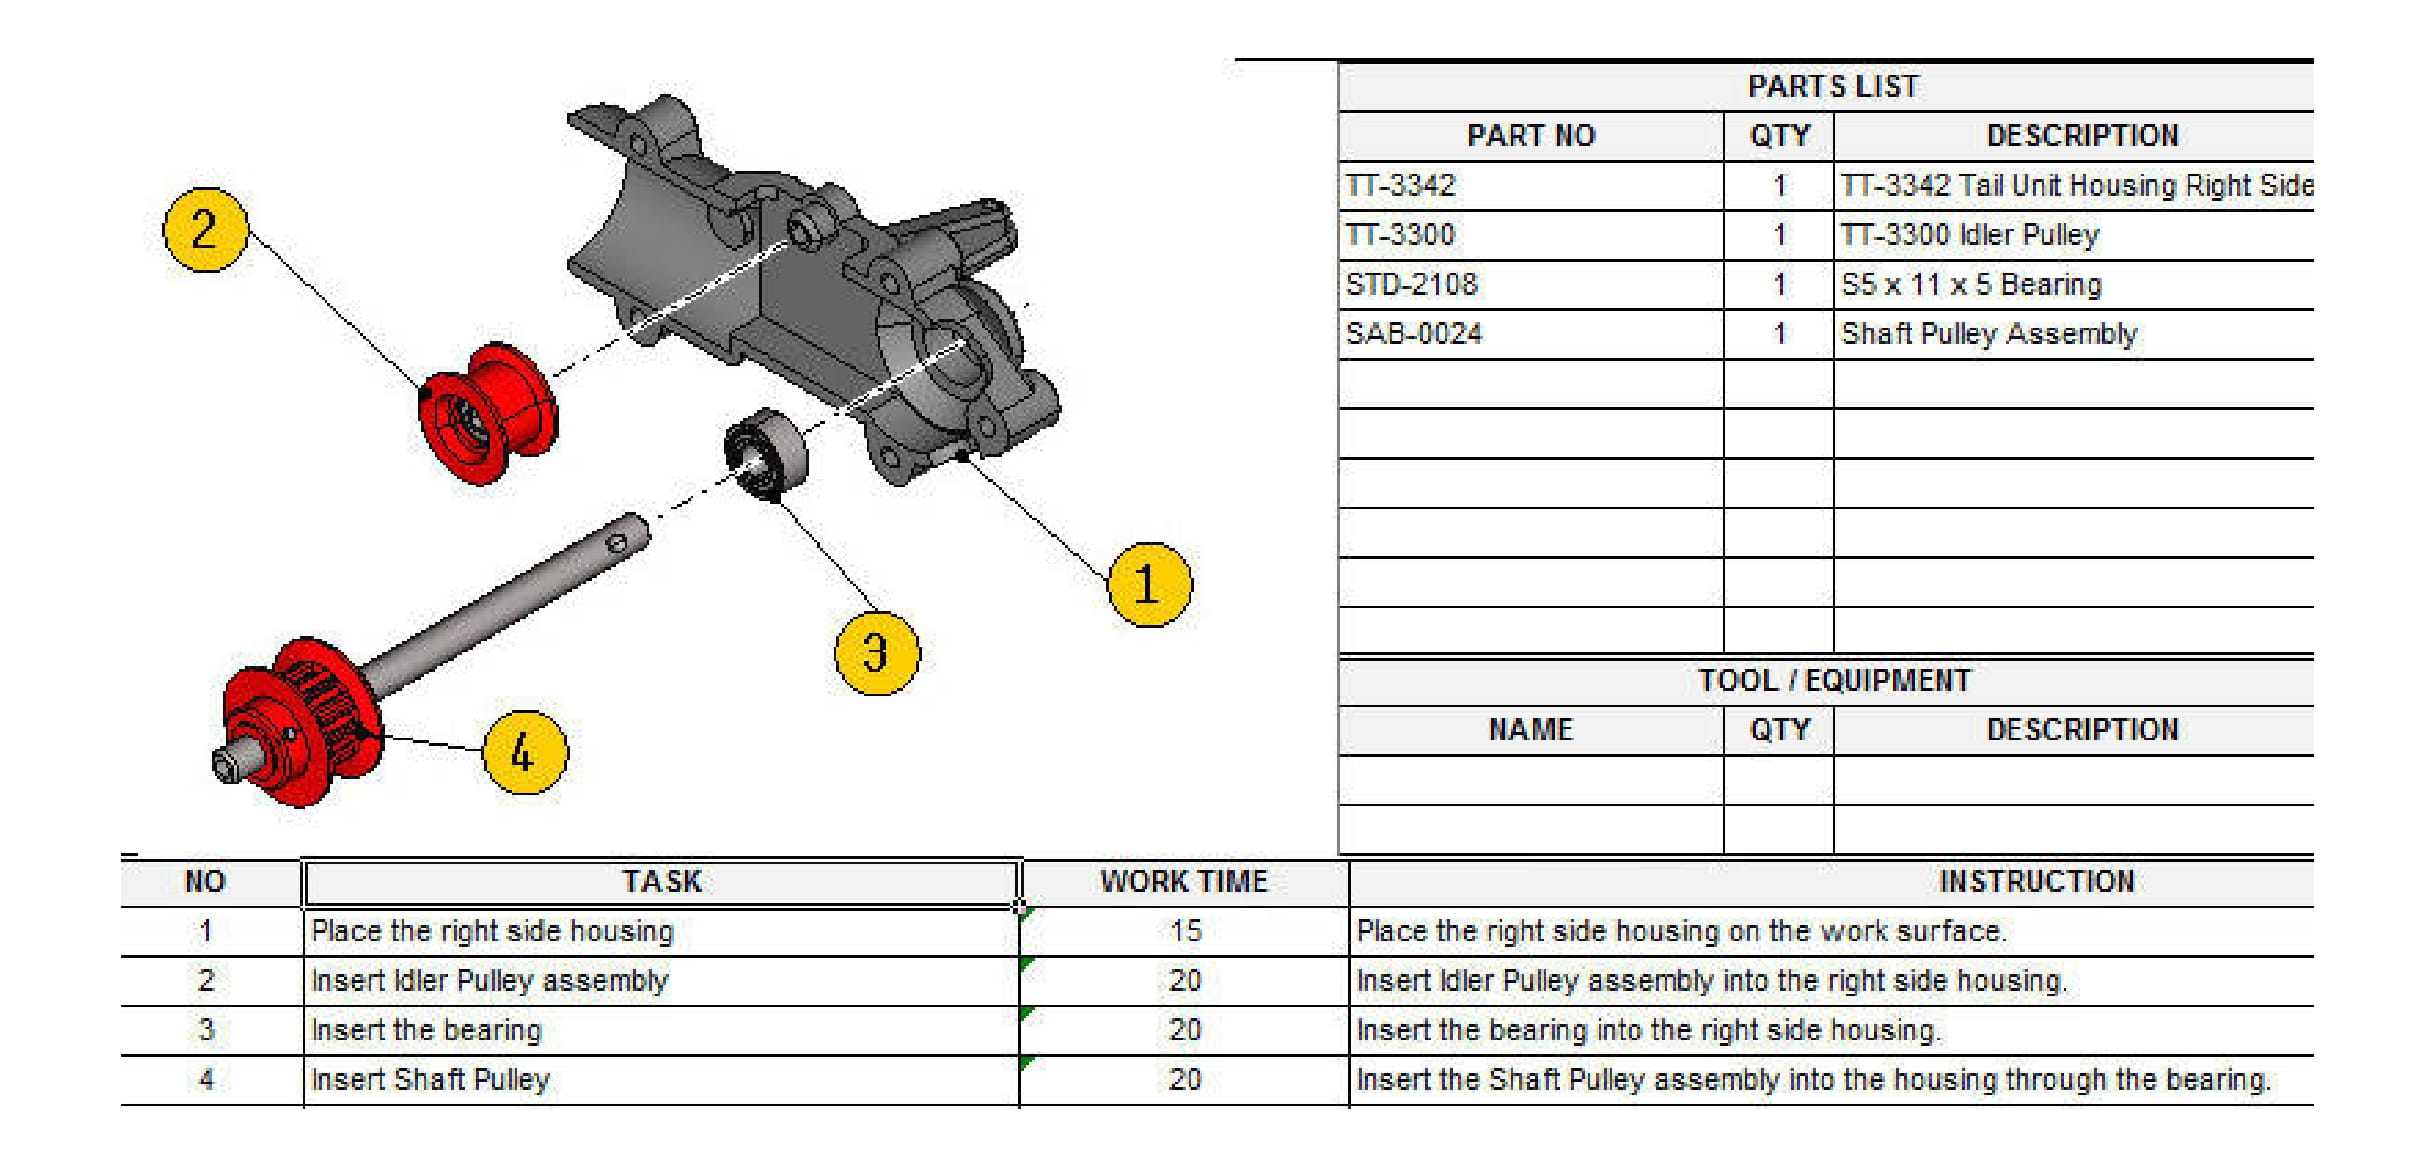 PARTS LIST
PART NO QTY DESCRIPTION
TT-3342 1 TT-3342 Tail Unit Housing Right Side
TT-3300 1 TT-3300 Idler Pulley
STD-2108 1 S5 x 11 x 5 Bearing
SAB-0024 1 Shaft Pulley Assembly
2
1
3
4
TOOL / EQUIPMENT
NAME QTY DESCRIPTION
NO TASK WORK TIME INSTRUCTION
1 Place the right side housing 15 Place the right side housing on the work surface.
2 Insert Idler Pulley assembly 20 Insert Idler Pulley assembly into the right side housing.
3 Insert the bearing 20 Insert the bearing into the right side housing.
4 Insert Shaft Pulley 20 Insert the Shaft Pulley assembly into the housing through the bearing.